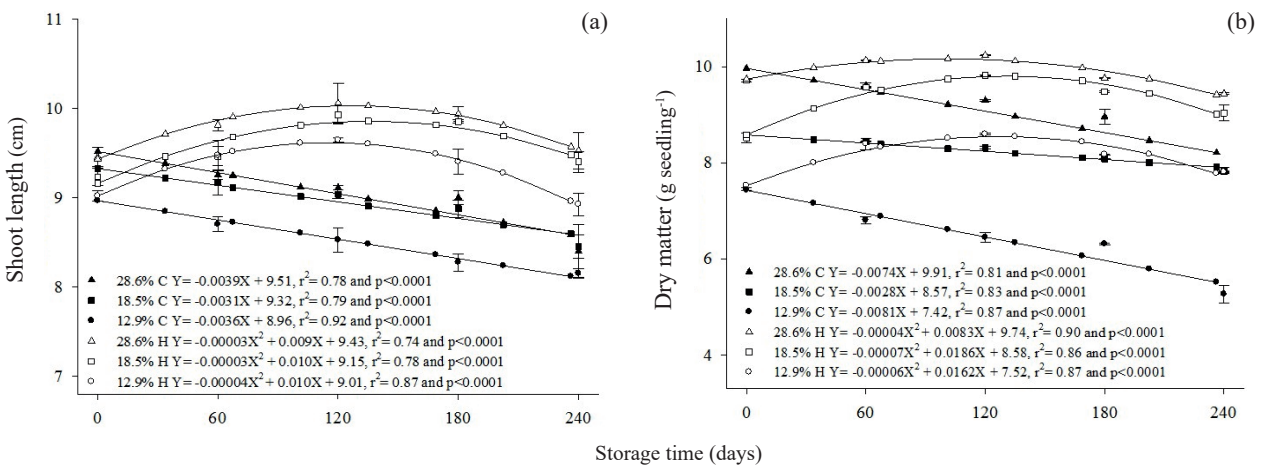 (a)
11
10
9
8
7
Shoot length (cm)
28.6% C Y= -0.0039X + 9.51, r²= 0.78 and p<0.0001
18.5% C Y= -0.0031X + 9.32, r²= 0.79 and p<0.0001
12.9% C Y= -0.0036X + 8.96, r²= 0.92 and p<0.0001
28.6% H Y= -0.00003X² + 0.009X + 9.43, r²= 0.74 and p<0.0001
18.5% H Y= -0.00003X² + 0.010X + 9.15, r²= 0.78 and p<0.0001
12.9% H Y= -0.00004X² + 0.010X + 9.01, r²= 0.87 and p<0.0001
0 60 120 180 240
(b)
10
8
6
4
Dry matter (g seedling⁻¹)
28.6% C Y= -0.0074X + 9.91, r²= 0.81 and p<0.0001
18.5% C Y= -0.0028X + 8.57, r²= 0.83 and p<0.0001
12.9% C Y= -0.0081X + 7.42, r²= 0.87 and p<0.0001
28.6% H Y= -0.00004X² + 0.0083X + 9.74, r²= 0.90 and p<0.0001
18.5% H Y= -0.00007X² + 0.0186X + 8.58, r²= 0.86 and p<0.0001
12.9% H Y= -0.00006X² + 0.0162X + 7.52, r²= 0.87 and p<0.0001
0 60 120 180 240
Storage time (days)